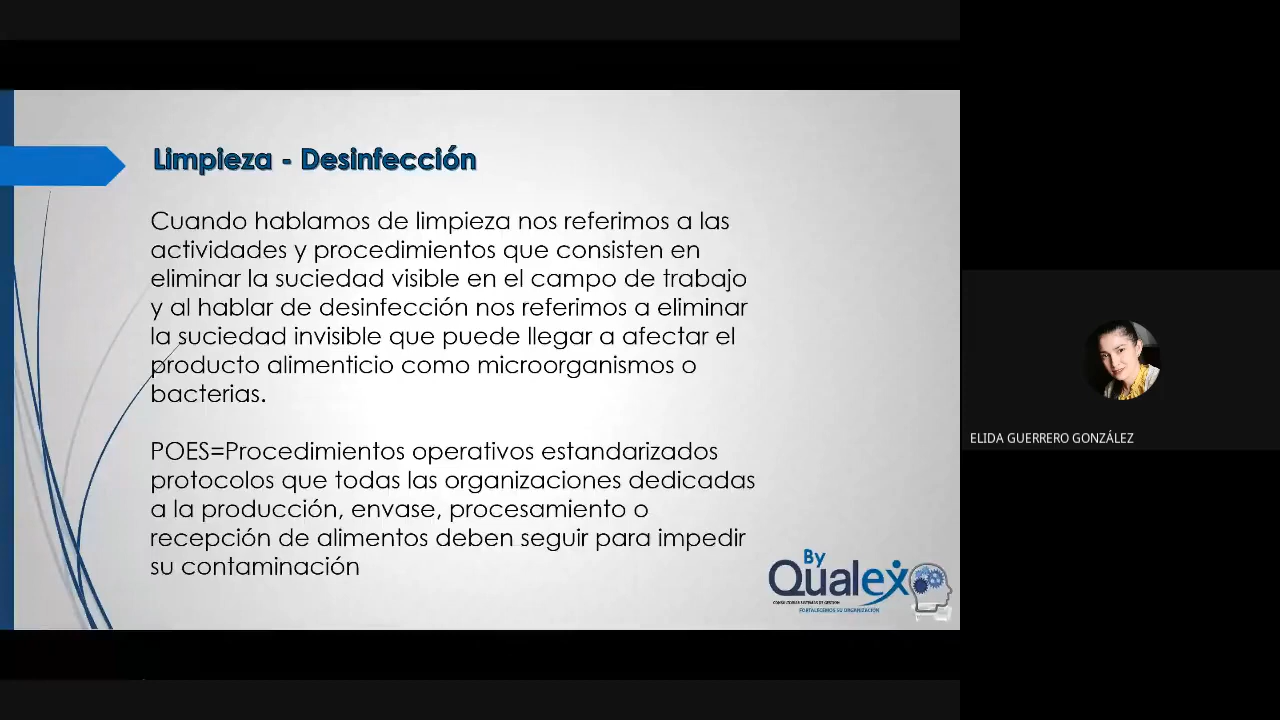 Limpieza - Desinfección
Cuando hablamos de limpieza nos referimos a las
actividades y procedimientos que consisten en
eliminar la suciedad visible en el campo de trabajo
y al hablar de desinfección nos referimos a eliminar
la suciedad invisible que puede llegar a afectar el
producto alimenticio como microorganismos o
bacterias.
POES=Procedimientos operativos estandarizados
protocolos que todas las organizaciones dedicadas
a la producción, envase, procesamiento o
recepción de alimentos deben seguir para impedir
su contaminación
By
Qualex
FORTALECEMOS SU ORGANIZACIÓN
ELIDA GUERRERO GONZÁLEZ